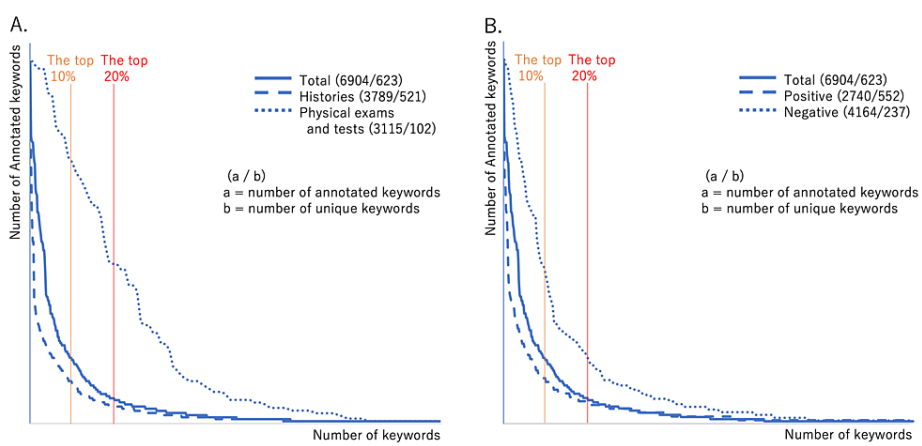 A.
Number of Annotated keywords
The top
10%
The top
20%
Total (6904/623)
Histories (3789/521)
Physical exams
and tests (3115/102)
(a / b)
a = number of annotated keywords
b = number of unique keywords
Number of keywords
B.
Number of Annotated keywords
The top
10%
The top
20%
Total (6904/623)
Positive (2740/552)
Negative (4164/237)
(a / b)
a = number of annotated keywords
b = number of unique keywords
Number of keywords